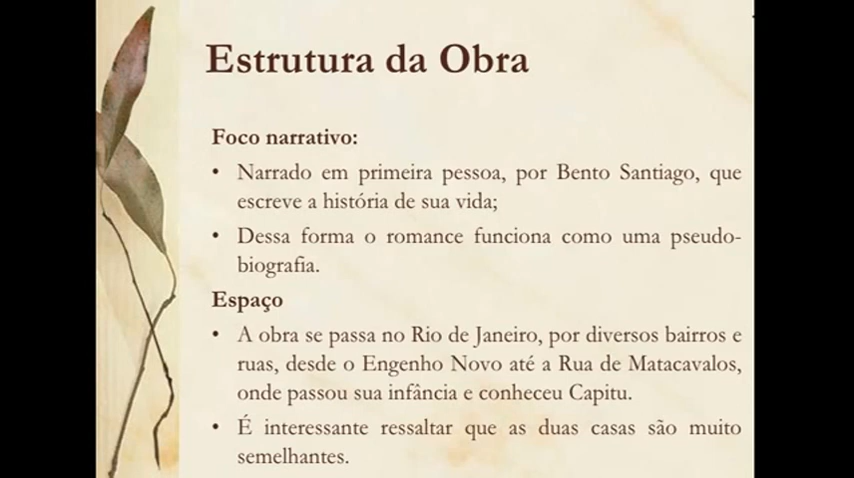 Estrutura da Obra
Foco narrativo:
• Narrado em primeira pessoa, por Bento Santiago, que
escreve a história de sua vida;
• Dessa forma o romance funciona como uma pseudo-
biografia.
Espaço
• A obra se passa no Rio de Janeiro, por diversos bairros e
ruas, desde o Engenho Novo até a Rua de Matacavalos,
onde passou sua infância e conheceu Capitu.
• É interessante ressaltar que as duas casas são muito
semelhantes.